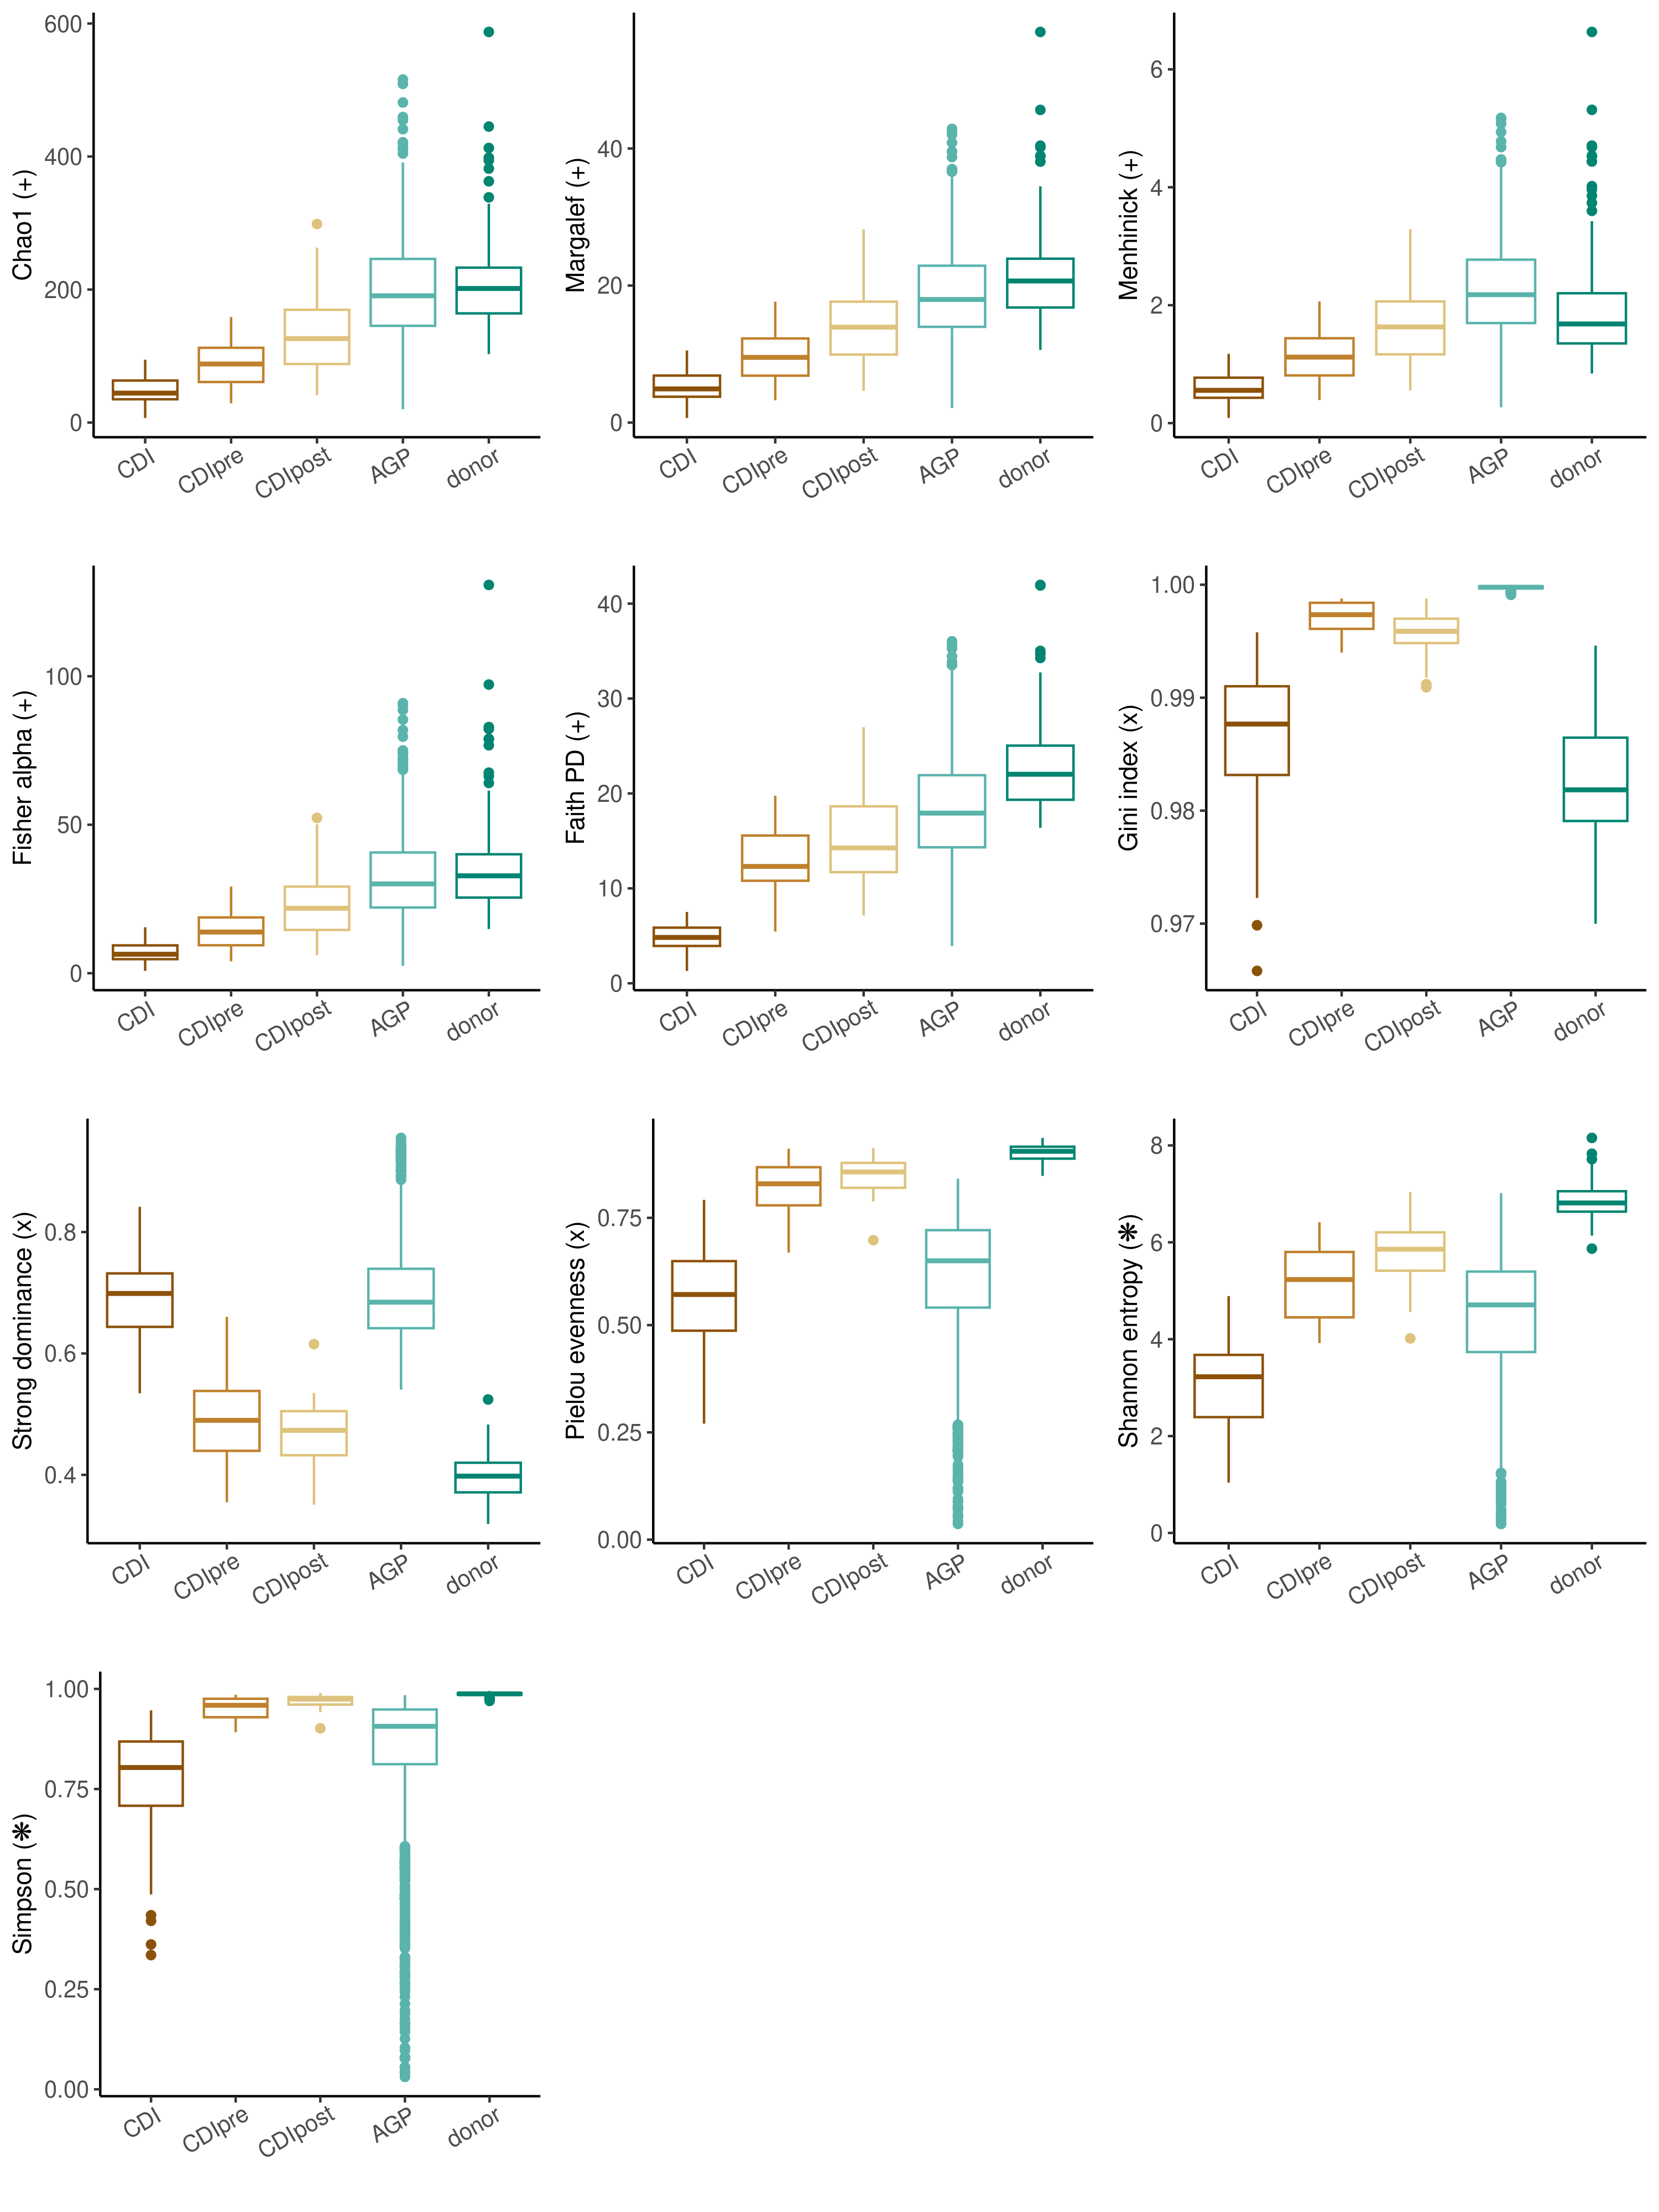 Chao1 (+)
600
400
200
0
CDI CDIpre CDIpost AGP donor
Margalef (+)
40
20
0
CDI CDIpre CDIpost AGP donor
Menhinick (+)
6
4
2
0
CDI CDIpre CDIpost AGP donor
Fisher alpha (+)
100
50
0
CDI CDIpre CDIpost AGP donor
Faith PD (+)
40
30
20
10
0
CDI CDIpre CDIpost AGP donor
Gini index (x)
1.00
0.99
0.98
0.97
CDI CDIpre CDIpost AGP donor
Strong dominance (x)
0.8
0.6
0.4
CDI CDIpre CDIpost AGP donor
Pielou evenness (x)
0.75
0.50
0.25
0.00
CDI CDIpre CDIpost AGP donor
Shannon entropy (✻)
8
6
4
2
0
CDI CDIpre CDIpost AGP donor
Simpson (✻)
1.00
0.75
0.50
0.25
0.00
CDI CDIpre CDIpost AGP donor